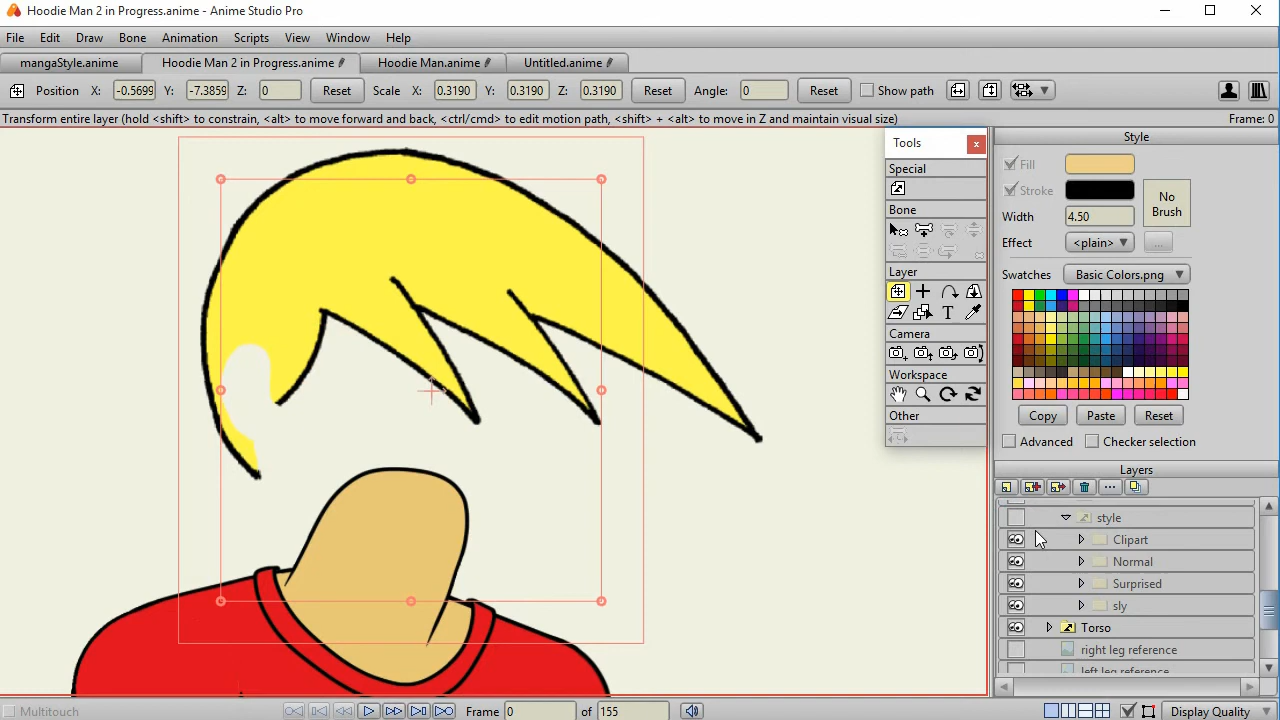 Hoodie Man 2 in Progress.anime - Anime Studio Pro
File Edit Draw Bone Animation Scripts View Window Help
mangaStyle.anime Hoodie Man 2 in Progress.anime Hoodie Man.anime Untitled.anime
Position X: -0.5699 Y: -7.3859 Z: 0 Reset Scale X: 0.3190 Y: 0.3190 Z: 0.3190 Reset Angle: 0 Reset Show path
Transform entire layer (hold <shift> to constrain, <alt> to move forward and back, <ctrl/cmd> to edit motion path, <shift> + <alt> to move in Z and maintain visual size) Frame: 0
Tools
Special
Bone
Layer
Camera
Workspace
Other
Style
Fill
Stroke
Width 4.50
No
Brush
Effect <plain> ...
Swatches Basic Colors.png
Copy Paste Reset
Advanced Checker selection
Layers
style
Clipart
Normal
Surprised
sly
Torso
right leg reference
left leg reference
Multitouch Frame 0 of 155 Display Quality